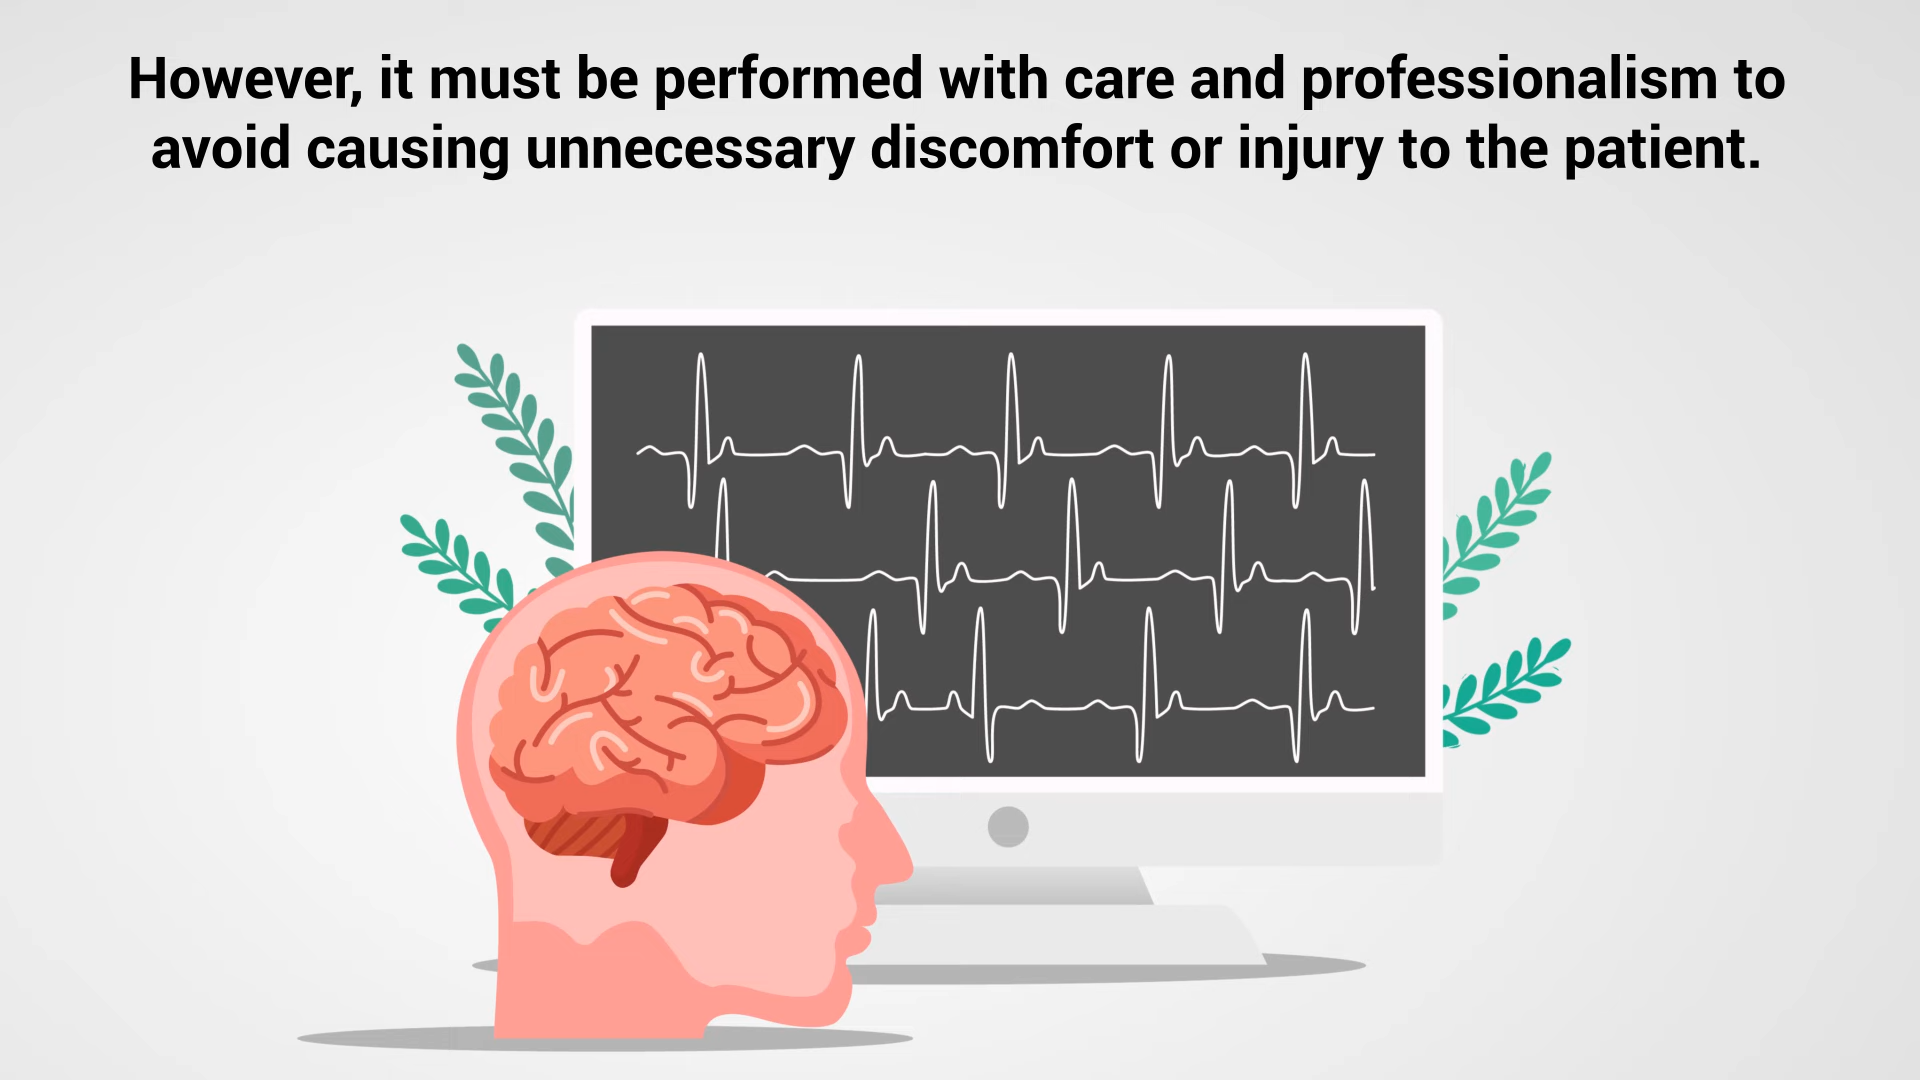 However, it must be performed with care and professionalism to
avoid causing unnecessary discomfort or injury to the patient.